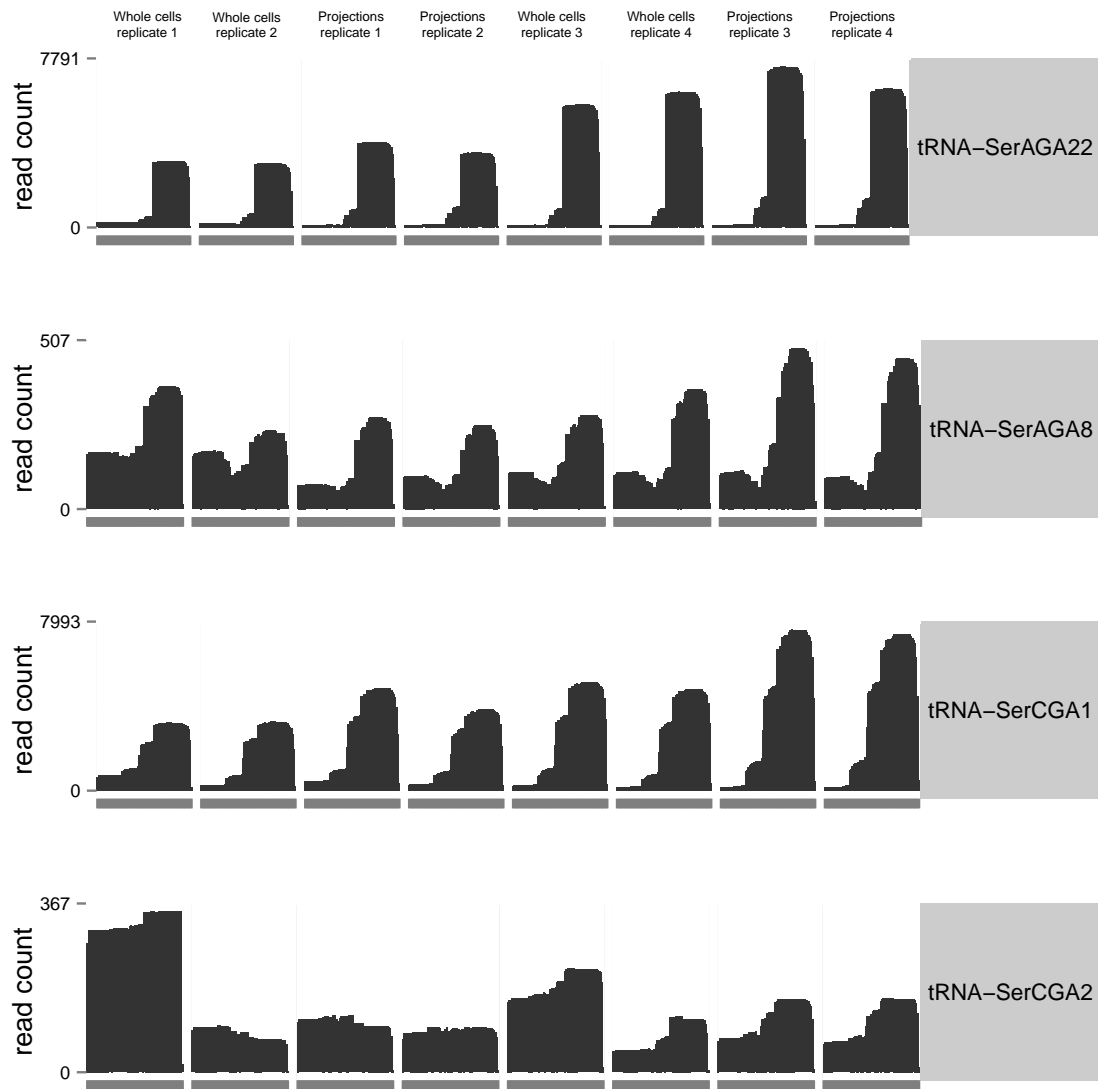 Whole cells
replicate 1
Whole cells
replicate 2
Projections
replicate 1
Projections
replicate 2
Whole cells
replicate 3
Whole cells
replicate 4
Projections
replicate 3
Projections
replicate 4
7791
read count
0
tRNA−SerAGA22
507
read count
0
tRNA−SerAGA8
7993
read count
0
tRNA−SerCGA1
367
read count
0
tRNA−SerCGA2